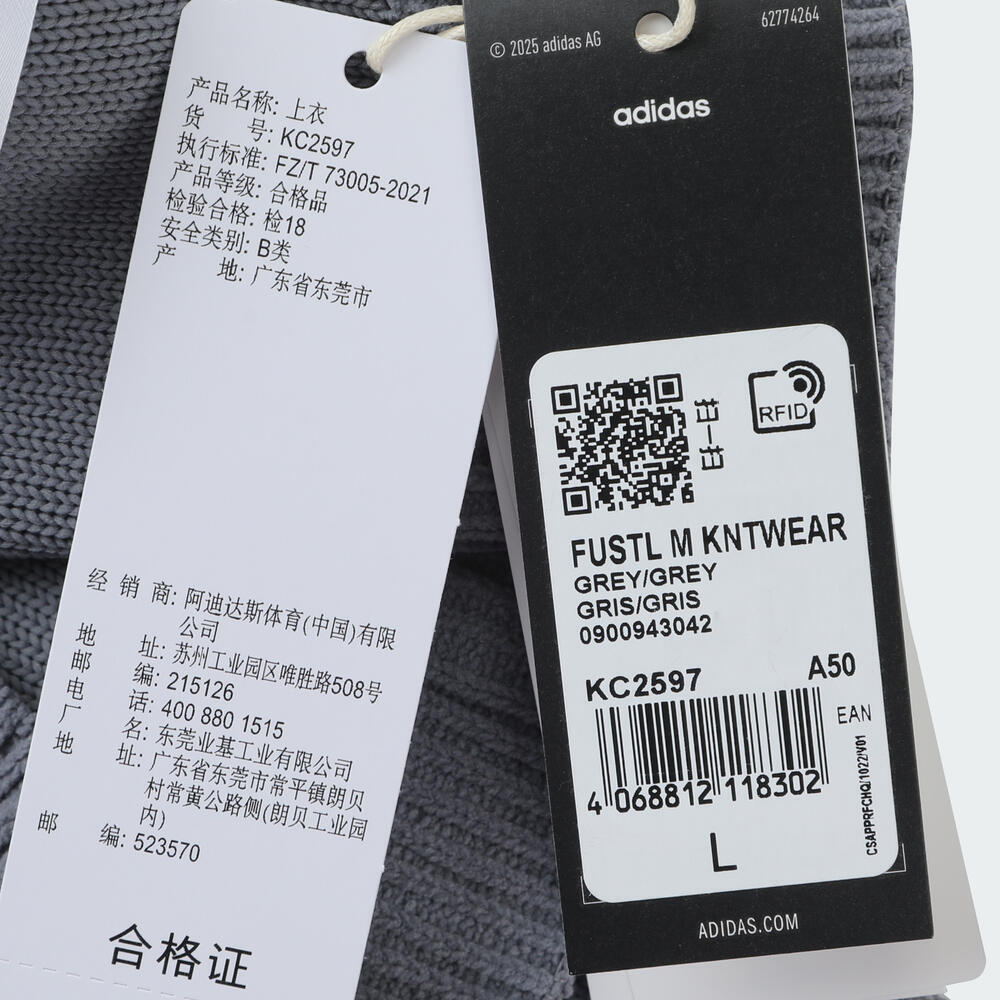 产品名称: 上衣
货 号: KC2597
执行标准: FZ/T 73005-2021
产品等级: 合格品
检验合格: 检18
安全类别: B类
产 地: 广东省东莞市
经 销 商: 阿迪达斯体育(中国)有限
公司
地 址: 苏州工业园区唯胜路508号
邮 编: 215126
电 话: 400 880 1515
厂 名: 东莞业基工业有限公司
地 址: 广东省东莞市常平镇朗贝
村常黄公路侧(朗贝工业园
内)
邮 编: 523570
合格证
© 2025 adidas AG
62774264
adidas
RFID
FUSTL M KNTWEAR
GREY/GREY
GRIS/GRIS
0900943042
KC2597 A50
EAN
4 068812 118302
CSAPPRFCHQ/1022/V01
L
ADIDAS.COM